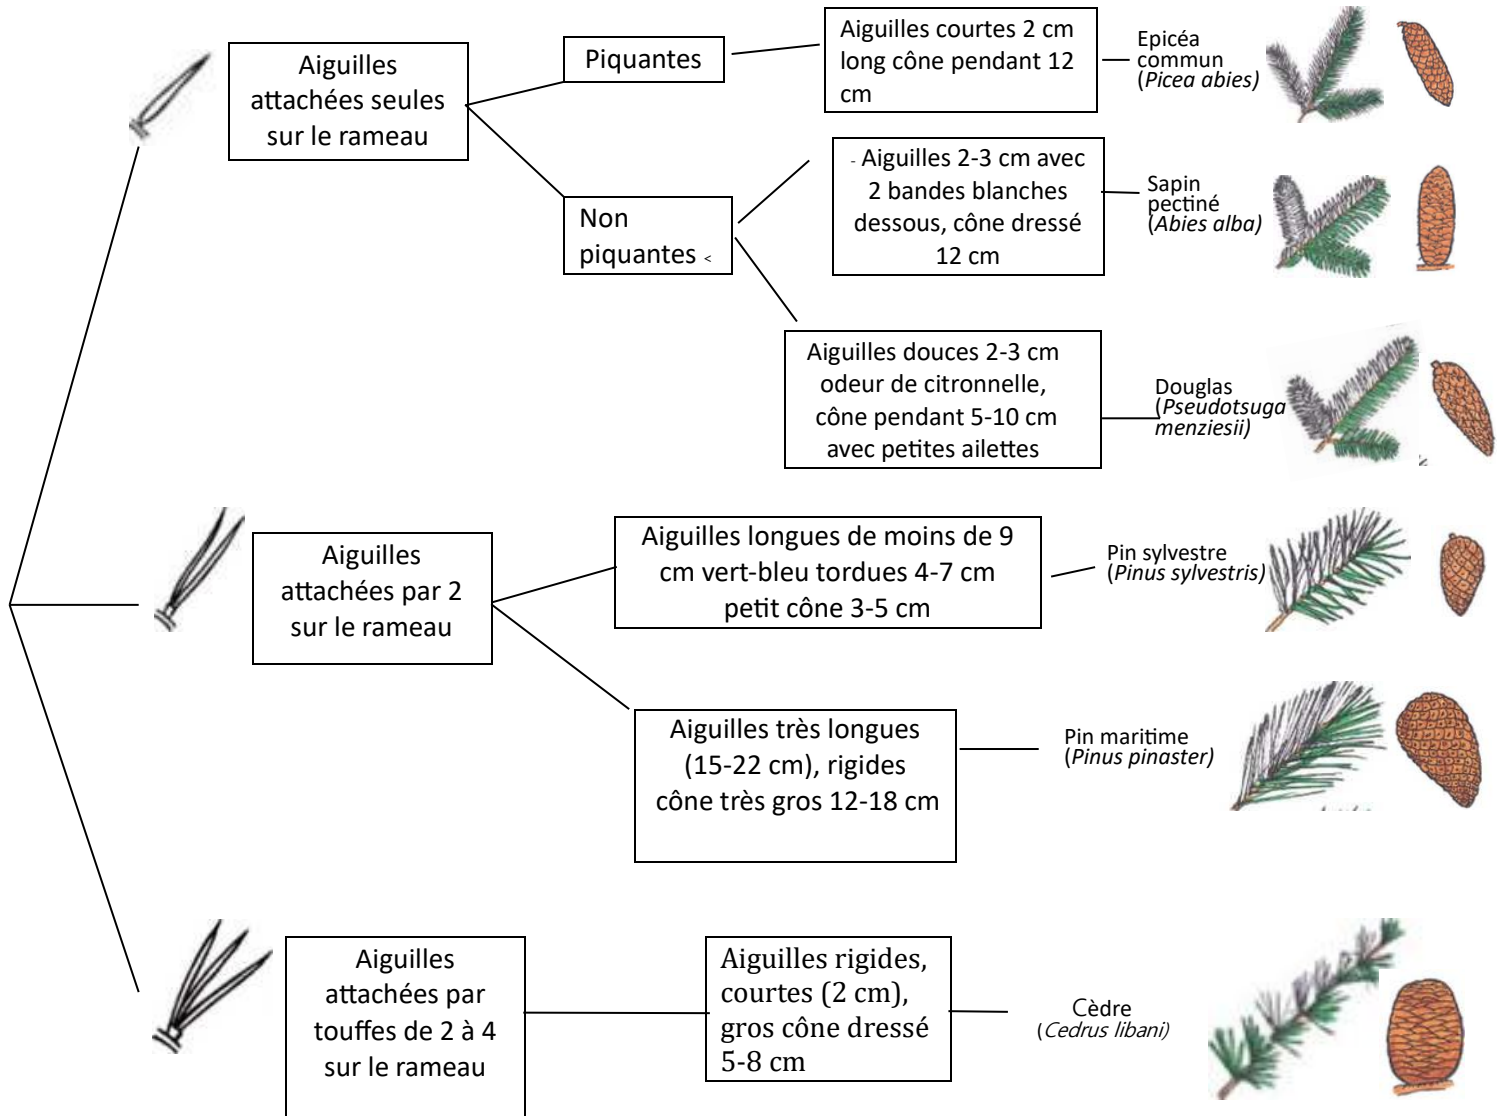 Aiguilles
attachées seules
sur le rameau
Piquantes
Aiguilles courtes 2 cm
long cône pendant 12
cm
Epicéa
commun
(Picea abies)
Non
piquantes <
- Aiguilles 2-3 cm avec
2 bandes blanches
dessous, cône dressé
12 cm
Sapin
pectiné
(Abies alba)
Aiguilles douces 2-3 cm
odeur de citronnelle,
cône pendant 5-10 cm
avec petites ailettes
Douglas
(Pseudotsuga
menziesii)
Aiguilles
attachées par 2
sur le rameau
Aiguilles longues de moins de 9
cm vert-bleu tordues 4-7 cm
petit cône 3-5 cm
Pin sylvestre
(Pinus sylvestris)
Aiguilles très longues
(15-22 cm), rigides
cône très gros 12-18 cm
Pin maritime
(Pinus pinaster)
Aiguilles
attachées par
touffes de 2 à 4
sur le rameau
Aiguilles rigides,
courtes (2 cm),
gros cône dressé
5-8 cm
Cèdre
(Cedrus libani)